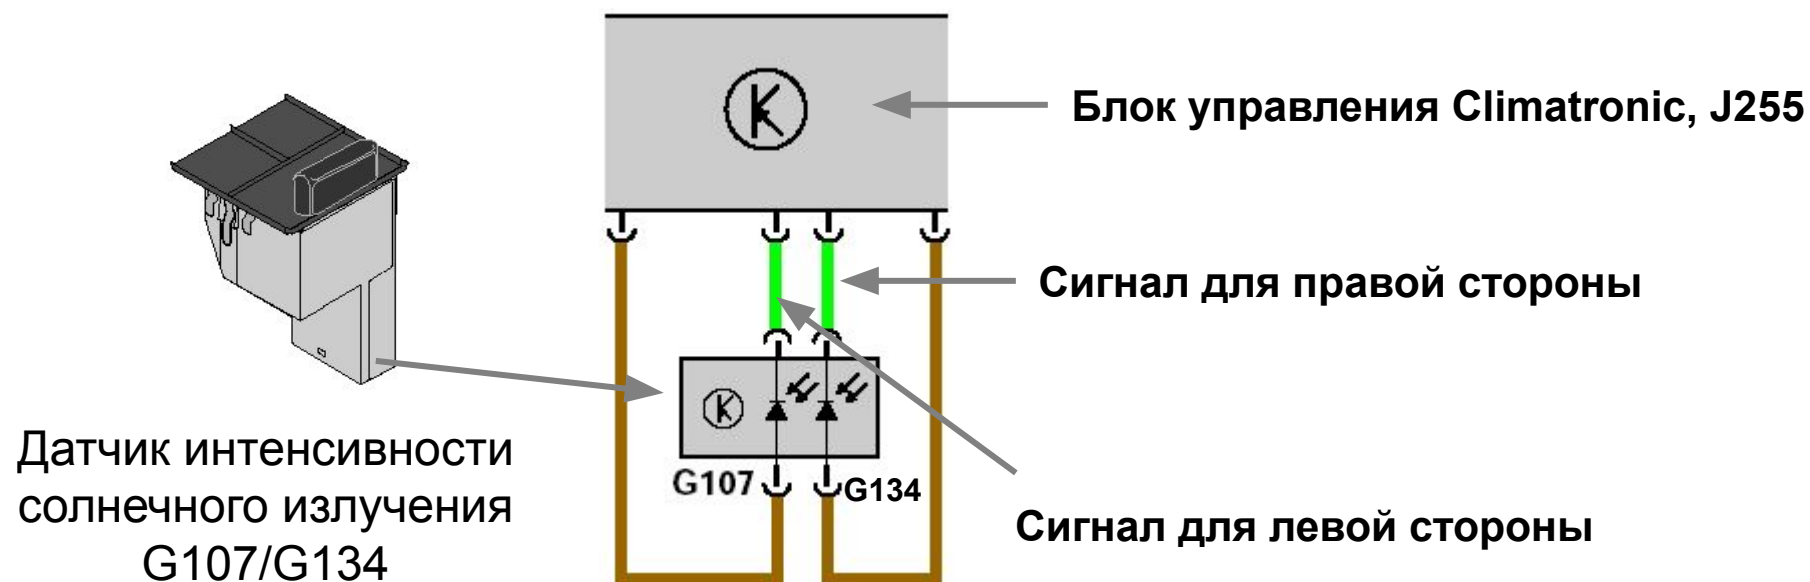 Блок управления Climatronic, J255
Сигнал для правой стороны
Датчик интенсивности
солнечного излучения
G107/G134
G107
G134
Сигнал для левой стороны